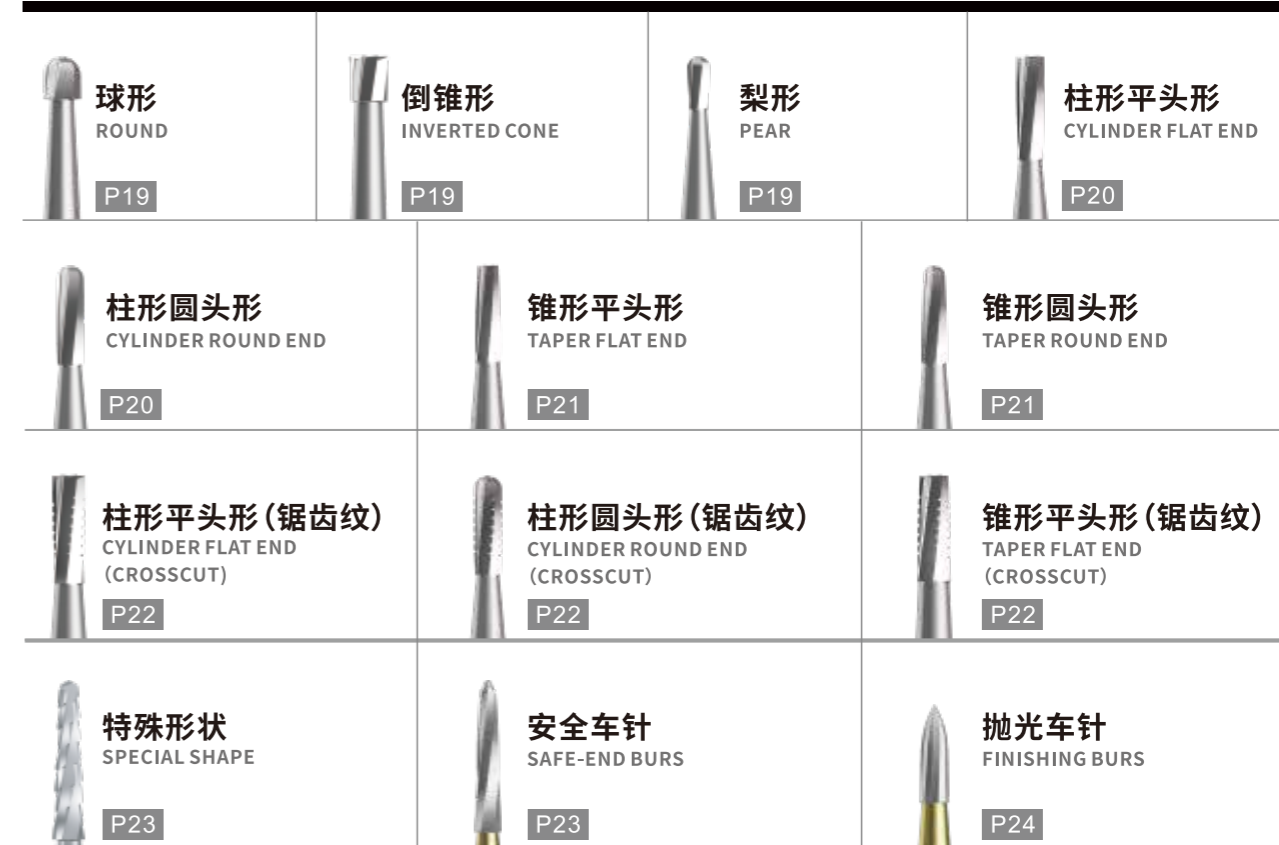 球形
ROUND
P19
倒锥形
INVERTED CONE
P19
梨形
PEAR
P19
柱形平头形
CYLINDER FLAT END
P20
柱形圆头形
CYLINDER ROUND END
P20
锥形平头形
TAPER FLAT END
P21
锥形圆头形
TAPER ROUND END
P21
柱形平头形(锯齿纹)
CYLINDER FLAT END
(CROSSCUT)
P22
柱形圆头形(锯齿纹)
CYLINDER ROUND END
(CROSSCUT)
P22
锥形平头形(锯齿纹)
TAPER FLAT END
(CROSSCUT)
P22
特殊形状
SPECIAL SHAPE
P23
安全车针
SAFE-END BURS
P23
抛光车针
FINISHING BURS
P24